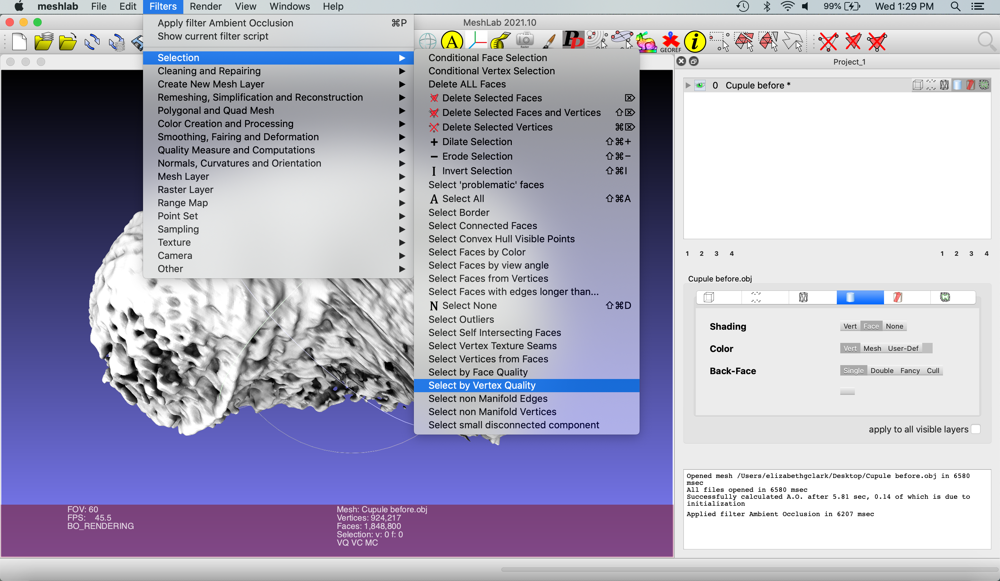 meshlab File Edit Filters Render View Windows Help 99% Wed 1:29 PM
MeshLab 2021.10
Apply filter Ambient Occlusion ⌘P
Show current filter script
A Raster Pp GEOREF i
Selection
Cleaning and Repairing
Create New Mesh Layer
Remeshing, Simplification and Reconstruction
Polygonal and Quad Mesh
Color Creation and Processing
Smoothing, Fairing and Deformation
Quality Measure and Computations
Normals, Curvatures and Orientation
Mesh Layer
Raster Layer
Range Map
Point Set
Sampling
Texture
Camera
Other
Conditional Face Selection
Conditional Vertex Selection
Delete ALL Faces
Delete Selected Faces ⌦
Delete Selected Faces and Vertices ⇧⌦
Delete Selected Vertices ⌘⌦
+ Dilate Selection ⇧⌘+
− Erode Selection ⇧⌘−
I Invert Selection ⇧⌘I
Select 'problematic' faces
A Select All ⇧⌘A
Select Border
Select Connected Faces
Select Convex Hull Visible Points
Select Faces by Color
Select Faces by view angle
Select Faces from Vertices
Select Faces with edges longer than...
N Select None ⇧⌘D
Select Outliers
Select Self Intersecting Faces
Select Vertex Texture Seams
Select Vertices from Faces
Select by Face Quality
Select by Vertex Quality
Select non Manifold Edges
Select non Manifold Vertices
Select small disconnected component
Project_1
0 Cupule before *
1 2 3 4 1 2 3 4
Cupule before.obj
Shading Vert Face None
Color Vert Mesh User-Def
Back-Face Single Double Fancy Cull
apply to all visible layers
Opened mesh /Users/elizabethgclark/Desktop/Cupule before.obj in 6580
msec
All files opened in 6580 msec
Successfully calculated A.O. after 5.81 sec, 0.14 of which is due to
initialization
Applied filter Ambient Occlusion in 6207 msec
FOV: 60
FPS: 45.5
BO_RENDERING
Mesh: Cupule before.obj
Vertices: 924,217
Faces: 1,848,800
Selection: v: 0 f: 0
VQ VC MC